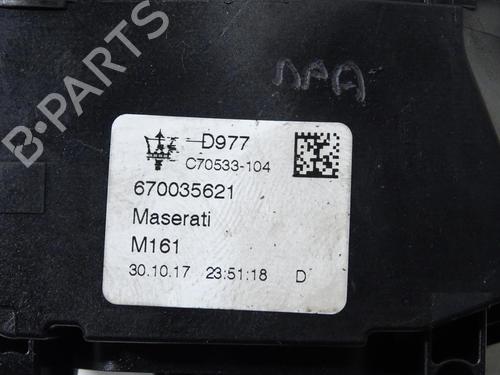 B-PARTS
D977
C70533-104
670035621
Maserati
M161
30.10.17 23:51:18 D